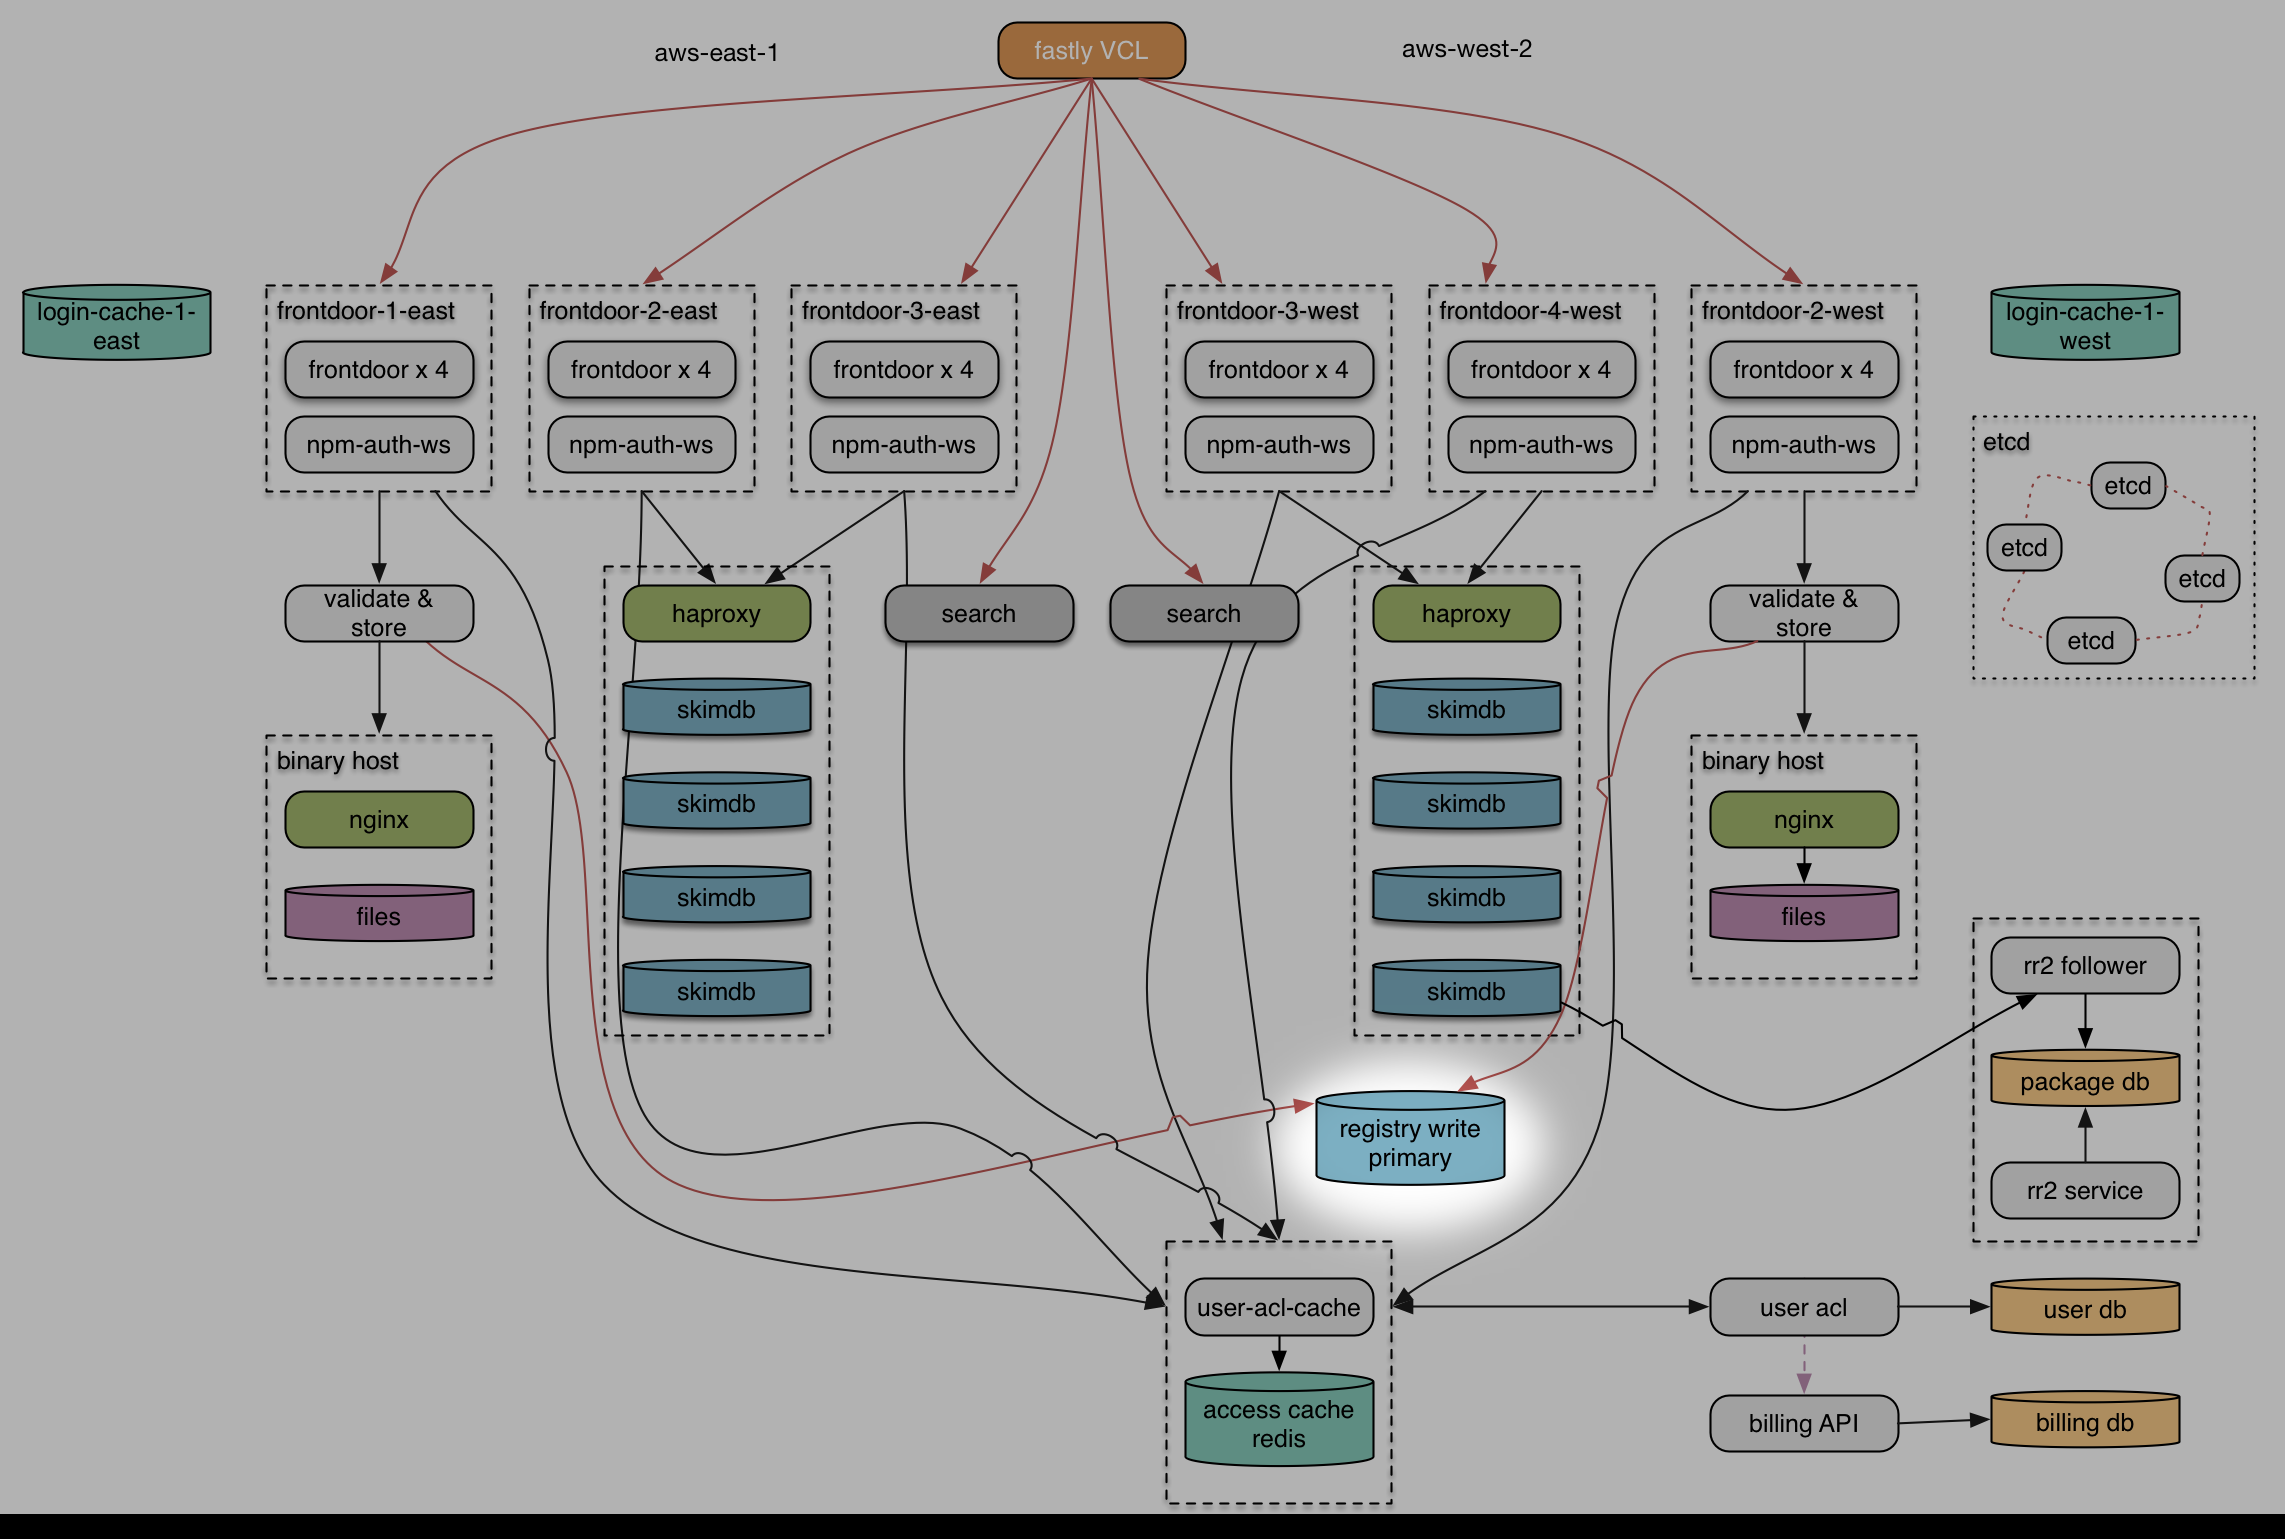 aws-east-1
fastly VCL
aws-west-2
login-cache-1-
east
frontdoor-1-east
frontdoor x 4
npm-auth-ws
frontdoor-2-east
frontdoor x 4
npm-auth-ws
frontdoor-3-east
frontdoor x 4
npm-auth-ws
frontdoor-3-west
frontdoor x 4
npm-auth-ws
frontdoor-4-west
frontdoor x 4
npm-auth-ws
frontdoor-2-west
frontdoor x 4
npm-auth-ws
login-cache-1-
west
etcd
etcd
etcd
etcd
etcd
validate &
store
haproxy
search
search
haproxy
validate &
store
skimdb
skimdb
skimdb
skimdb
skimdb
skimdb
skimdb
skimdb
binary host
nginx
files
binary host
nginx
files
rr2 follower
package db
rr2 service
registry write
primary
user-acl-cache
access cache
redis
user acl
user db
billing API
billing db